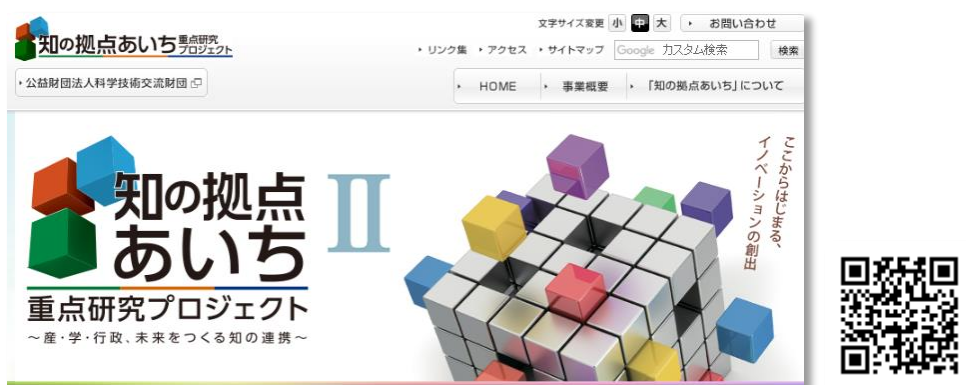 文字サイズ変更 小 中 大 お問い合わせ
知の拠点あいち 重点研究プロジェクト
リンク集 アクセス サイトマップ Google カスタム検索 検索
公益財団法人科学技術交流財団
HOME 事業概要 「知の拠点あいち」について
知の拠点
あいち
II
重点研究プロジェクト
～産・学・行政、未来をつくる知の連携～
ここからはじまる、
イノベーションの創出